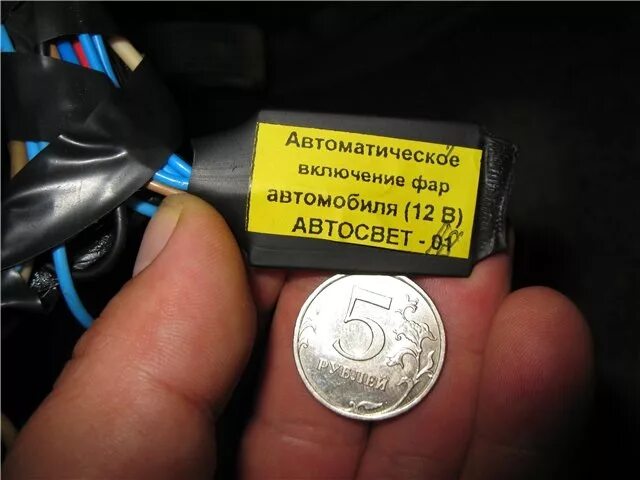 Автоматическое
включение фар
автомобиля (12 В)
АВТОСВЕТ - 01
5
РУБЛЕЙ